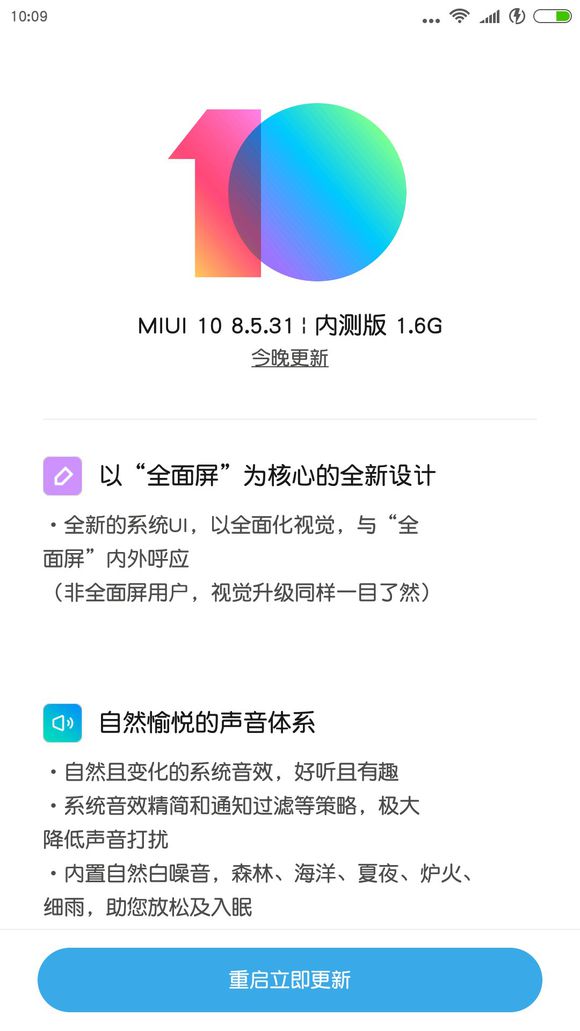 10:09
10
MIUI 10 8.5.31 ¦ 内测版 1.6G
今晚更新
以“全面屏”为核心的全新设计
·全新的系统UI，以全面化视觉，与“全
面屏”内外呼应
（非全面屏用户，视觉升级同样一目了然）
自然愉悦的声音体系
·自然且变化的系统音效，好听且有趣
·系统音效精简和通知过滤等策略，极大
降低声音打扰
·内置自然白噪音，森林、海洋、夏夜、炉火、
细雨，助您放松及入眠
重启立即更新